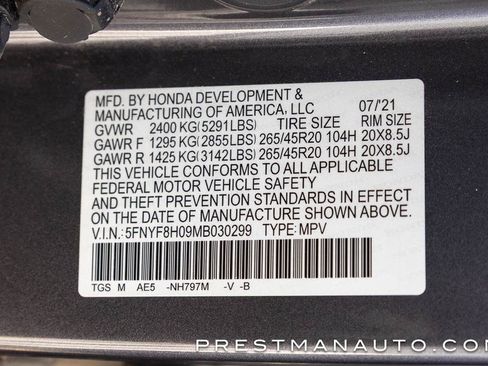 MFD. BY HONDA DEVELOPMENT &
MANUFACTURING OF AMERICA, LLC 07/'21
GVWR 2400 KG(5291LBS) TIRE SIZE RIM SIZE
GAWR F 1295 KG(2855LBS) 265/45R20 104H 20X8.5J
GAWR R 1425 KG(3142LBS) 265/45R20 104H 20X8.5J
THIS VEHICLE CONFORMS TO ALL APPLICABLE
FEDERAL MOTOR VEHICLE SAFETY
AND THEFT PREVENTION STANDARDS IN EFFECT
ON THE DATE OF MANUFACTURE SHOWN ABOVE.
V.I.N.:5FNYF8H09MB030299 TYPE: MPV
TGS M AE5 -NH797M -V -B
PRESTMANAUTO.COM